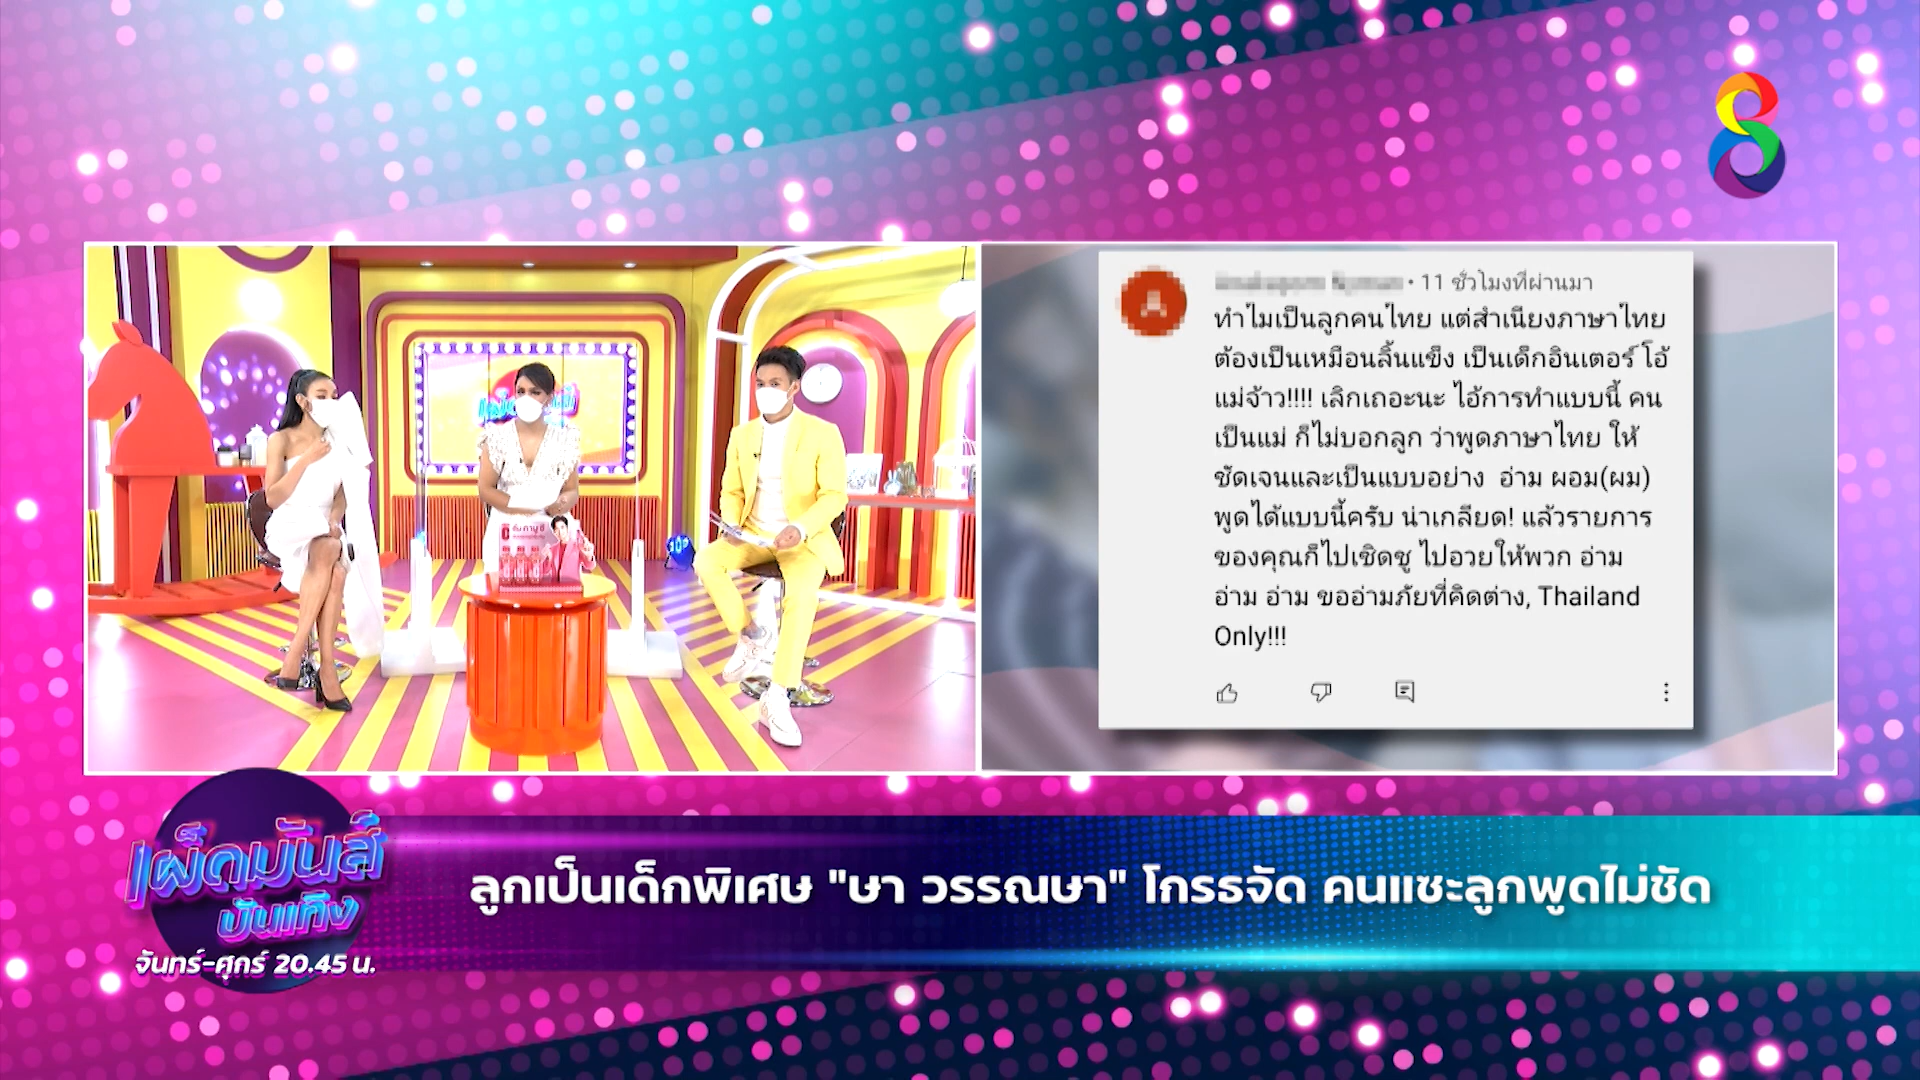 8
• 11 ชั่วโมงที่ผ่านมา
ทำไมเป็นลูกคนไทย แต่สำเนียงภาษาไทย
ต้องเป็นเหมือนลิ้นแข็ง เป็นเด็กอินเตอร์ โอ้
แม่จ้าว!!!! เลิกเถอะนะ ไอ้การทำแบบนี้ คน
เป็นแม่ ก็ไม่บอกลูก ว่าพูดภาษาไทย ให้
ชัดเจนและเป็นแบบอย่าง อ่าม ผอม(ผม)
พูดได้แบบนี้ครับ น่าเกลียด! แล้วรายการ
ของคุณก็ไปเชิดชู ไปอวยให้พวก อ่าม
อ่าม อ่าม ขออ่ามภัยที่คิดต่าง, Thailand
Only!!!
เผ็ดมันส์
บันเทิง
จันทร์-ศุกร์ 20.45 น.
ลูกเป็นเด็กพิเศษ "ษา วรรณษา" โกรธจัด คนแซะลูกพูดไม่ชัด